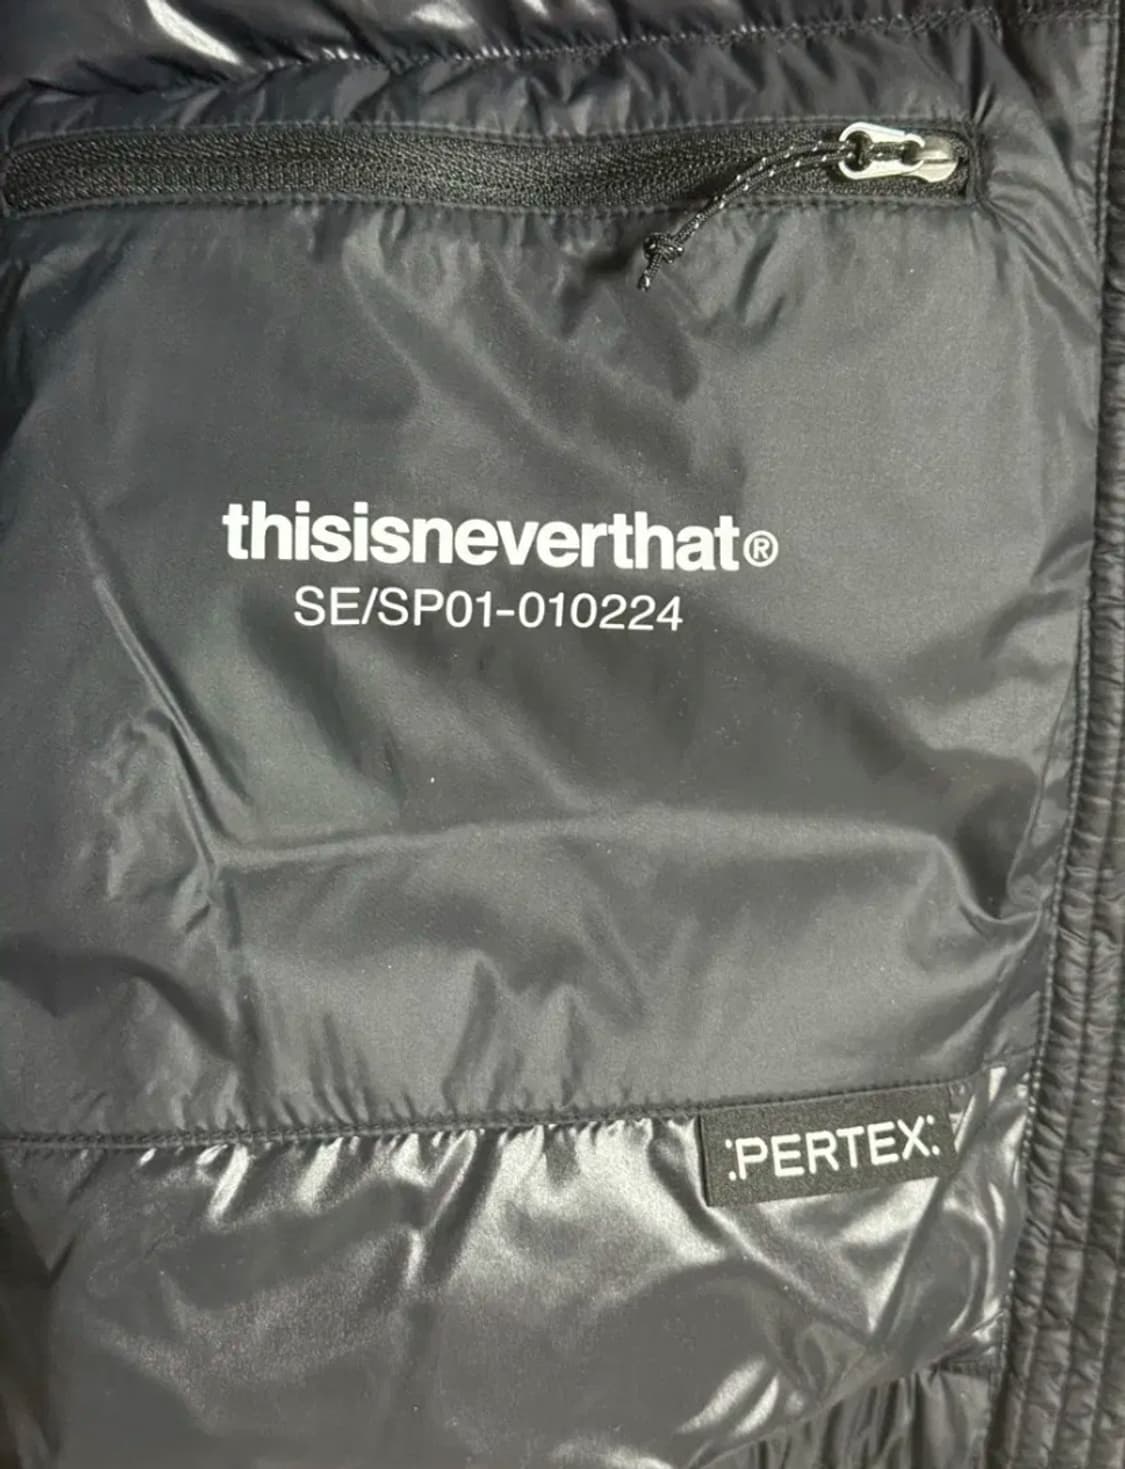 thisisneverthat®
SE/SP01-010224
:PERTEX: